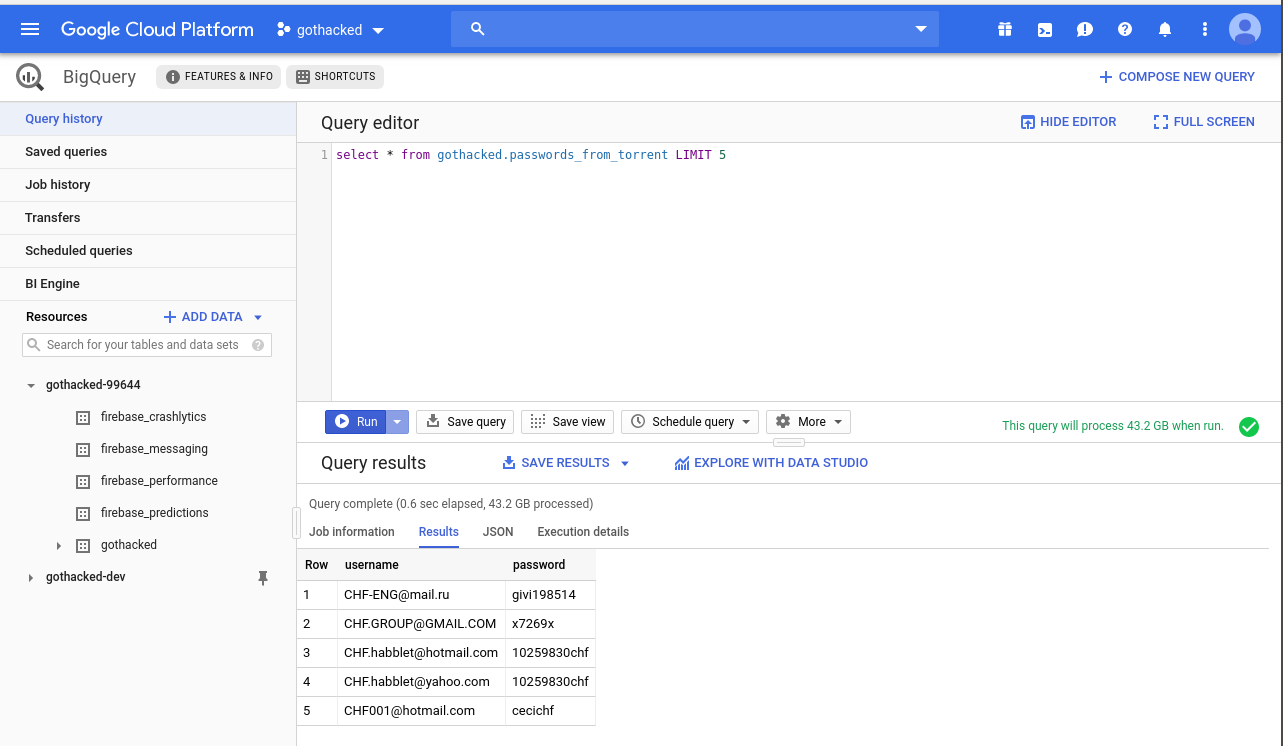 Google Cloud Platform gothacked
BigQuery FEATURES & INFO SHORTCUTS COMPOSE NEW QUERY
Query history
Saved queries
Job history
Transfers
Scheduled queries
BI Engine
Resources ADD DATA
Search for your tables and data sets
gothacked-99644
firebase_crashlytics
firebase_messaging
firebase_performance
firebase_predictions
gothacked
gothacked-dev
Query editor HIDE EDITOR FULL SCREEN
1 select * from gothacked.passwords_from_torrent LIMIT 5
Run Save query Save view Schedule query More This query will process 43.2 GB when run.
Query results SAVE RESULTS EXPLORE WITH DATA STUDIO
Query complete (0.6 sec elapsed, 43.2 GB processed)
Job information Results JSON Execution details
Row username password
1 CHF-ENG@mail.ru givi198514
2 CHF.GROUP@GMAIL.COM x7269x
3 CHF.habblet@hotmail.com 10259830chf
4 CHF.habblet@yahoo.com 10259830chf
5 CHF001@hotmail.com cecichf